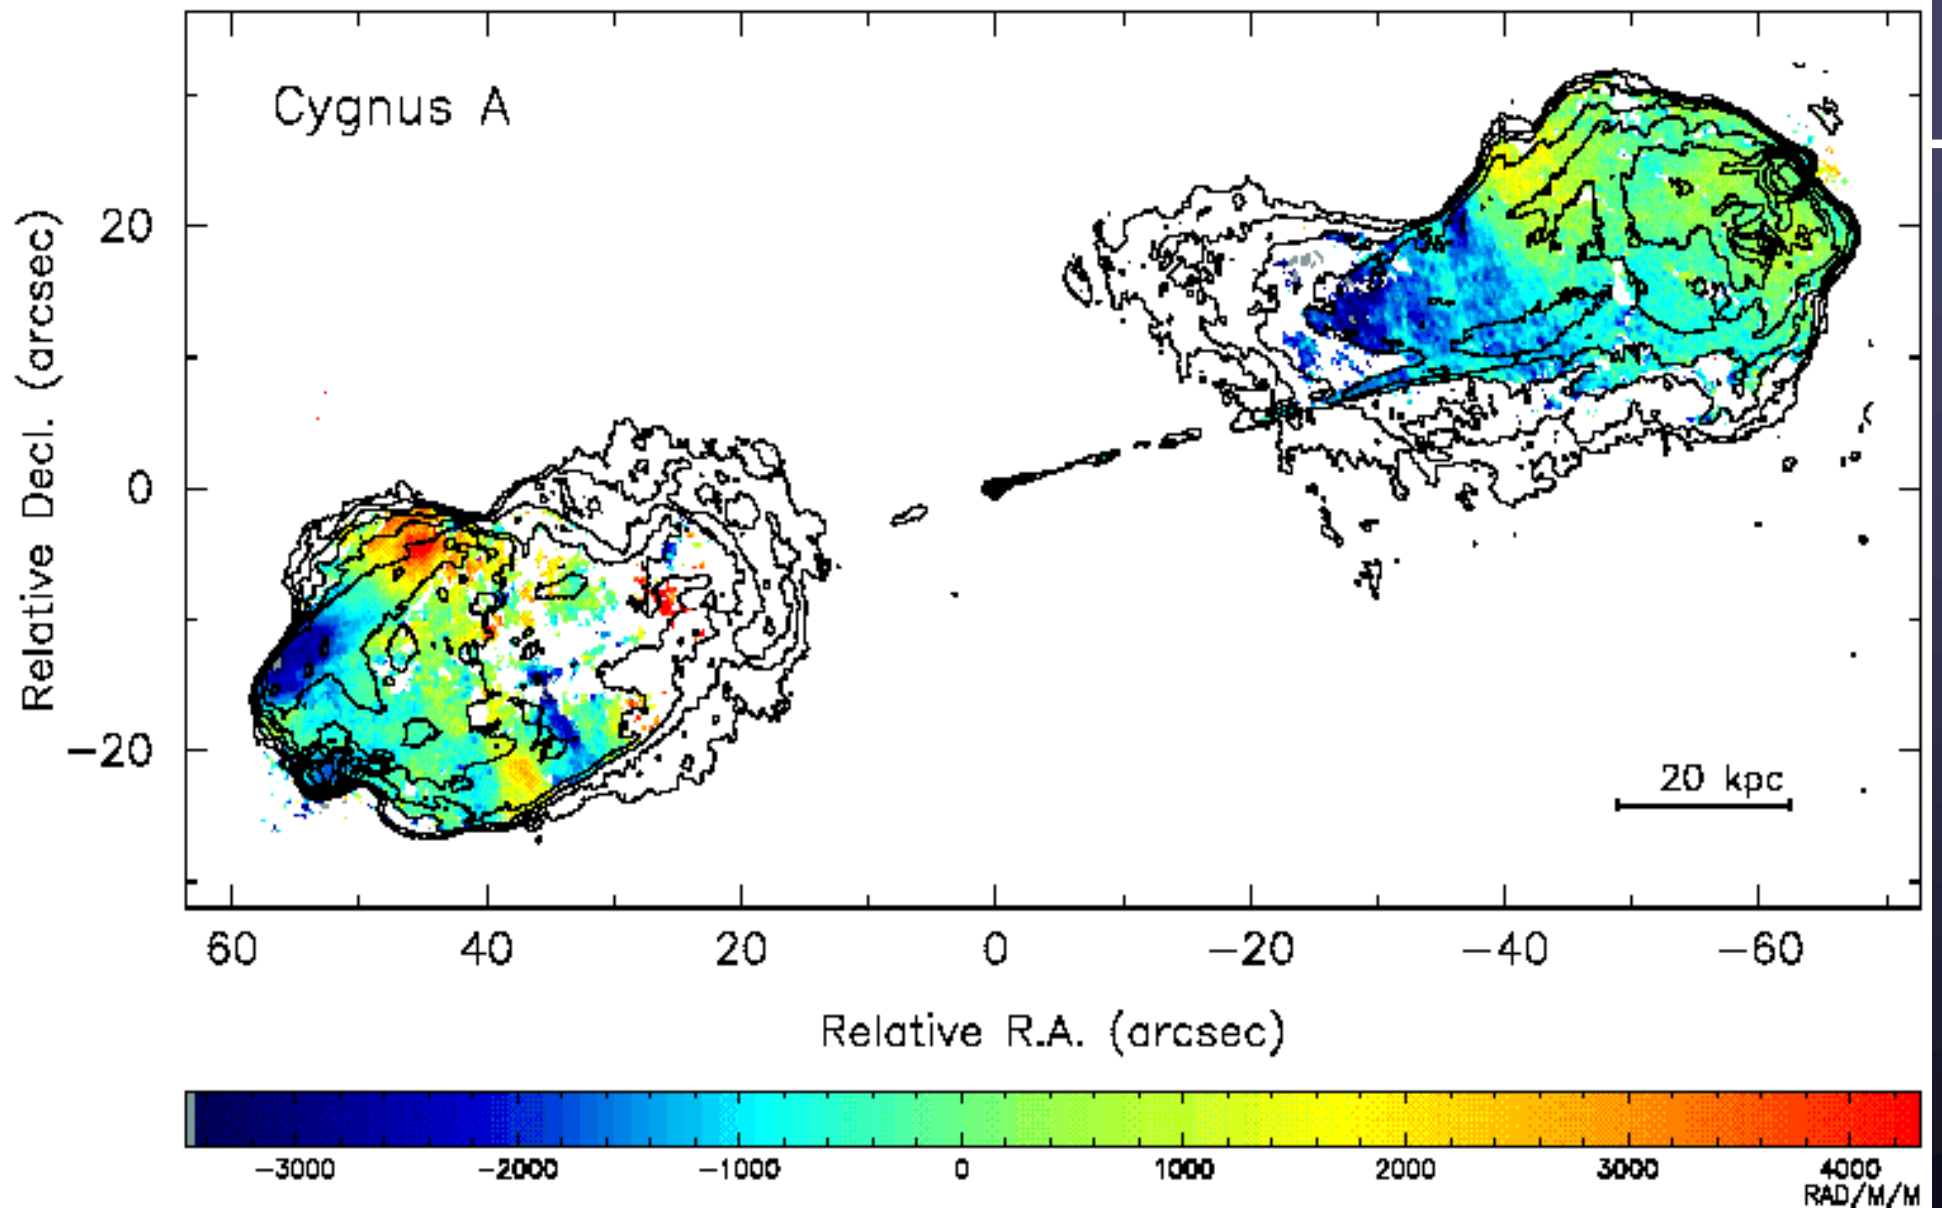 Cygnus A
Relative Decl. (arcsec)
20
0
−20
20 kpc
60 40 20 0 −20 −40 −60
Relative R.A. (arcsec)
−3000 −2000 −1000 0 1000 2000 3000 4000
RAD/M/M